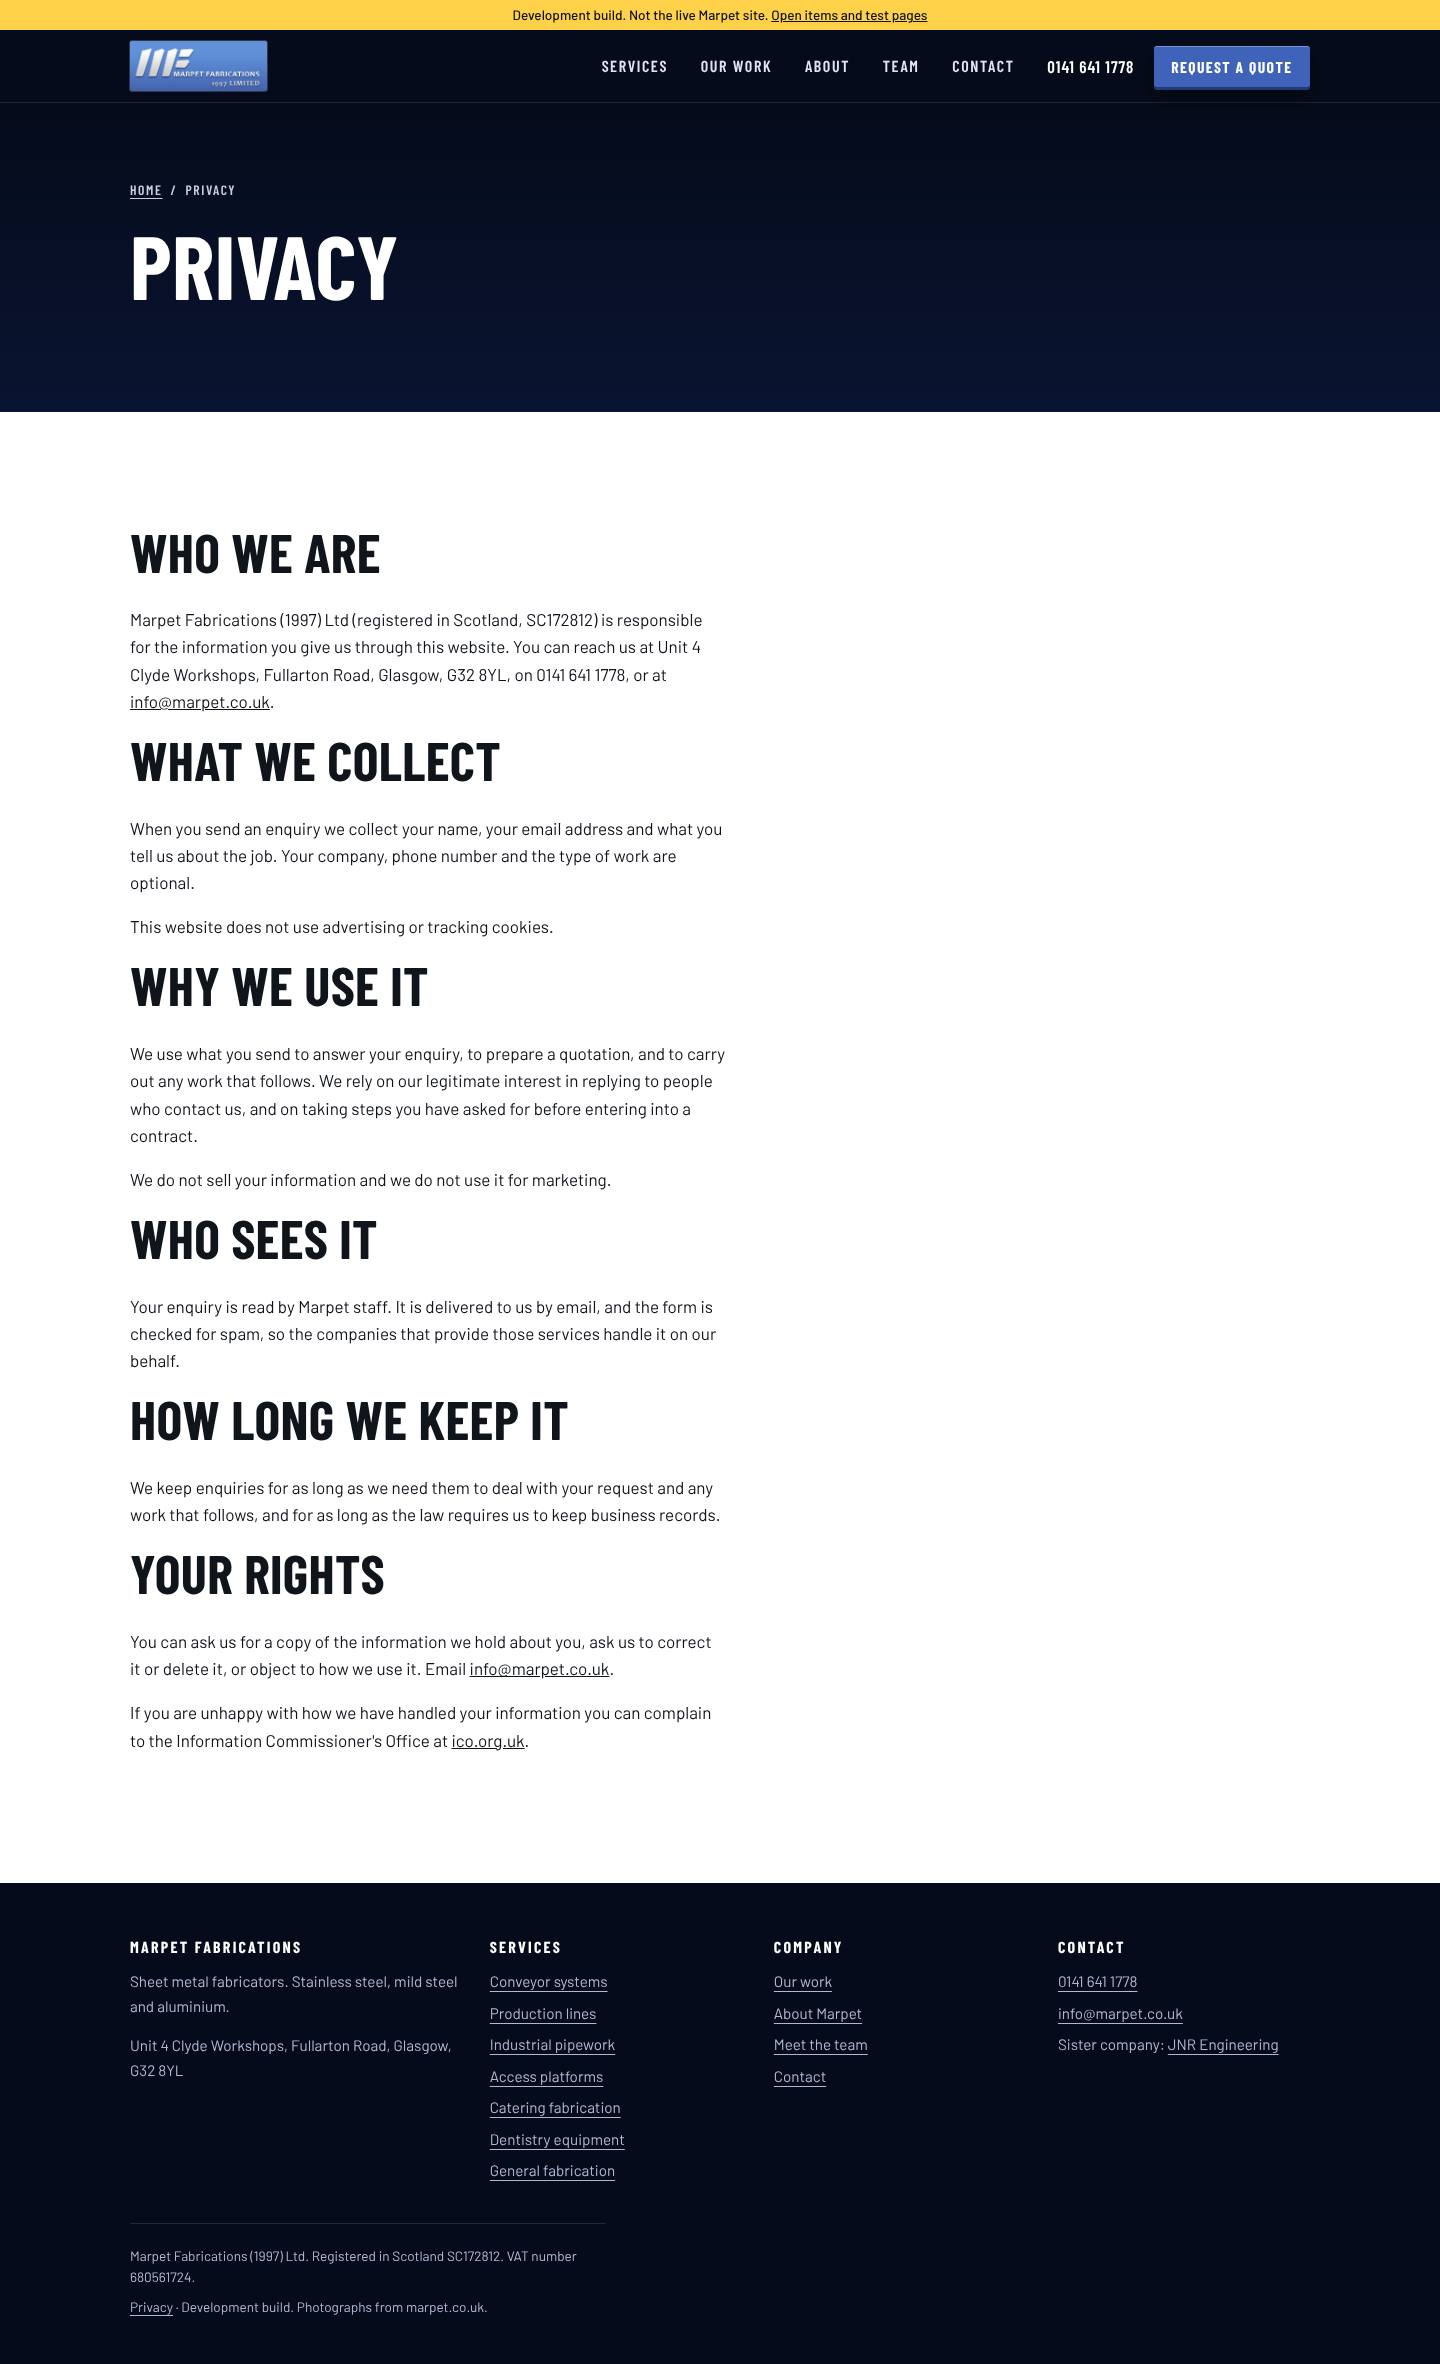 Development build. Not the live Marpet site. Open items and test pages
MARPET FABRICATIONS
1997 LIMITED
SERVICES OUR WORK ABOUT TEAM CONTACT 0141 641 1778 REQUEST A QUOTE
HOME / PRIVACY
PRIVACY
WHO WE ARE
Marpet Fabrications (1997) Ltd (registered in Scotland, SC172812) is responsible
for the information you give us through this website. You can reach us at Unit 4
Clyde Workshops, Fullarton Road, Glasgow, G32 8YL, on 0141 641 1778, or at
info@marpet.co.uk.
WHAT WE COLLECT
When you send an enquiry we collect your name, your email address and what you
tell us about the job. Your company, phone number and the type of work are
optional.
This website does not use advertising or tracking cookies.
WHY WE USE IT
We use what you send to answer your enquiry, to prepare a quotation, and to carry
out any work that follows. We rely on our legitimate interest in replying to people
who contact us, and on taking steps you have asked for before entering into a
contract.
We do not sell your information and we do not use it for marketing.
WHO SEES IT
Your enquiry is read by Marpet staff. It is delivered to us by email, and the form is
checked for spam, so the companies that provide those services handle it on our
behalf.
HOW LONG WE KEEP IT
We keep enquiries for as long as we need them to deal with your request and any
work that follows, and for as long as the law requires us to keep business records.
YOUR RIGHTS
You can ask us for a copy of the information we hold about you, ask us to correct
it or delete it, or object to how we use it. Email info@marpet.co.uk.
If you are unhappy with how we have handled your information you can complain
to the Information Commissioner's Office at ico.org.uk.
MARPET FABRICATIONS
Sheet metal fabricators. Stainless steel, mild steel
and aluminium.
Unit 4 Clyde Workshops, Fullarton Road, Glasgow,
G32 8YL
SERVICES
Conveyor systems
Production lines
Industrial pipework
Access platforms
Catering fabrication
Dentistry equipment
General fabrication
COMPANY
Our work
About Marpet
Meet the team
Contact
CONTACT
0141 641 1778
info@marpet.co.uk
Sister company: JNR Engineering
Marpet Fabrications (1997) Ltd. Registered in Scotland SC172812. VAT number
680561724.
Privacy · Development build. Photographs from marpet.co.uk.